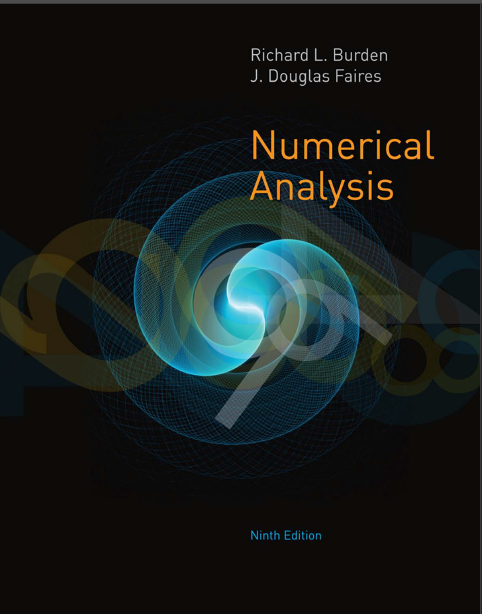 Richard L. Burden
J. Douglas Faires
Numerical
Analysis
Ninth Edition